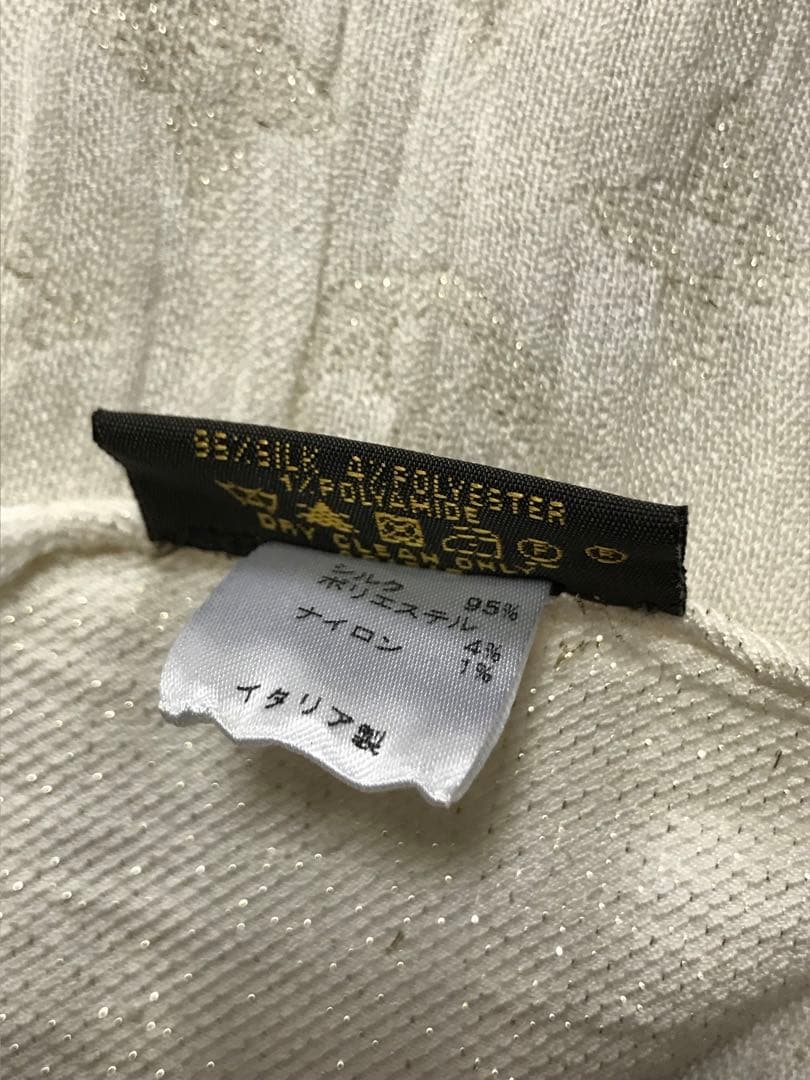 95%SILK 4%POLYESTER
1%POLYAMIDE
DRY CLEAN ONLY
シルク 95%
ポリエステル 4%
ナイロン 1%
イタリア製